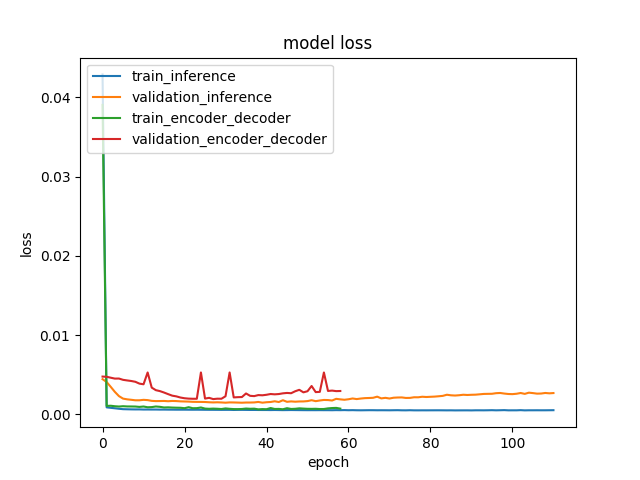 model loss
train_inference
validation_inference
train_encoder_decoder
validation_encoder_decoder
loss
0.04
0.03
0.02
0.01
0.00
0 20 40 60 80 100
epoch